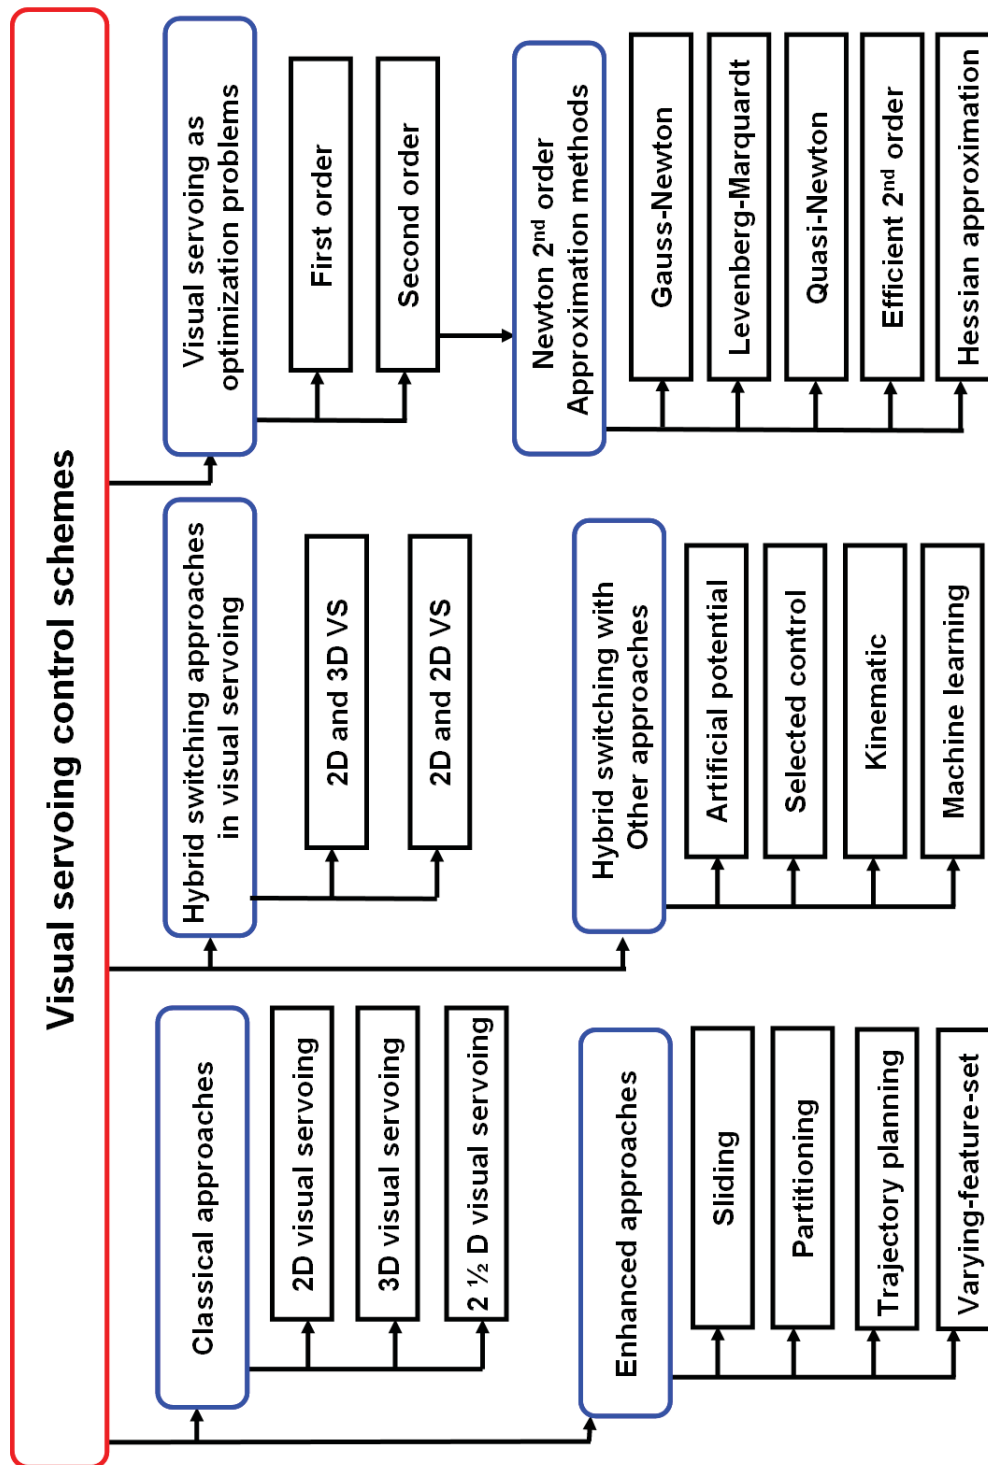 Visual servoing control schemes
Classical approaches
2D visual servoing
3D visual servoing
2 ½ D visual servoing
Enhanced approaches
Sliding
Partitioning
Trajectory planning
Varying-feature-set
Hybrid switching approaches
in visual servoing
2D and 3D VS
2D and 2D VS
Hybrid switching with
Other approaches
Artificial potential
Selected control
Kinematic
Machine learning
Visual servoing as
optimization problems
First order
Second order
Newton 2nd order
Approximation methods
Gauss-Newton
Levenberg-Marquardt
Quasi-Newton
Efficient 2nd order
Hessian approximation